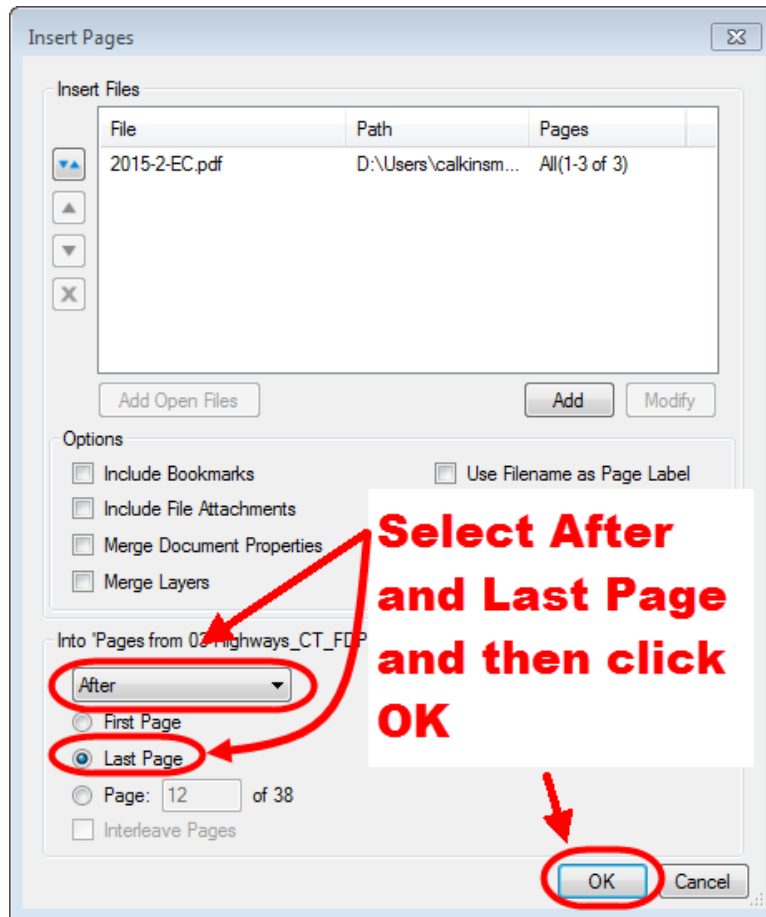 Insert Pages
Insert Files
File Path Pages
2015-2-EC.pdf D:\Users\calkinsm... All(1-3 of 3)
Add Open Files Add Modify
Options
Include Bookmarks Use Filename as Page Label
Include File Attachments
Merge Document Properties
Merge Layers
Select After
and Last Page
and then click
OK
Into 'Pages from 03-Highways_CT_FDP
After
First Page
Last Page
Page: 12 of 38
Interleave Pages
OK Cancel